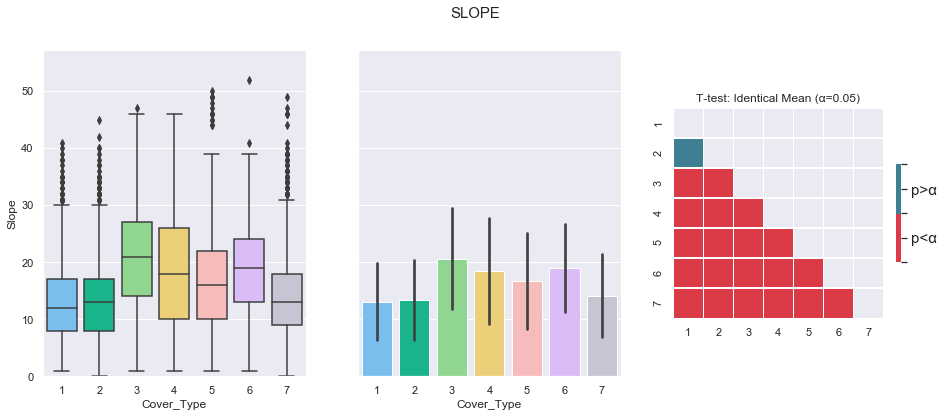 SLOPE
50
40
30
20
10
0
Slope
1 2 3 4 5 6 7
Cover_Type
1 2 3 4 5 6 7
Cover_Type
T-test: Identical Mean (α=0.05)
1
2
3
4
5
6
7
1 2 3 4 5 6 7
p>α
p<α